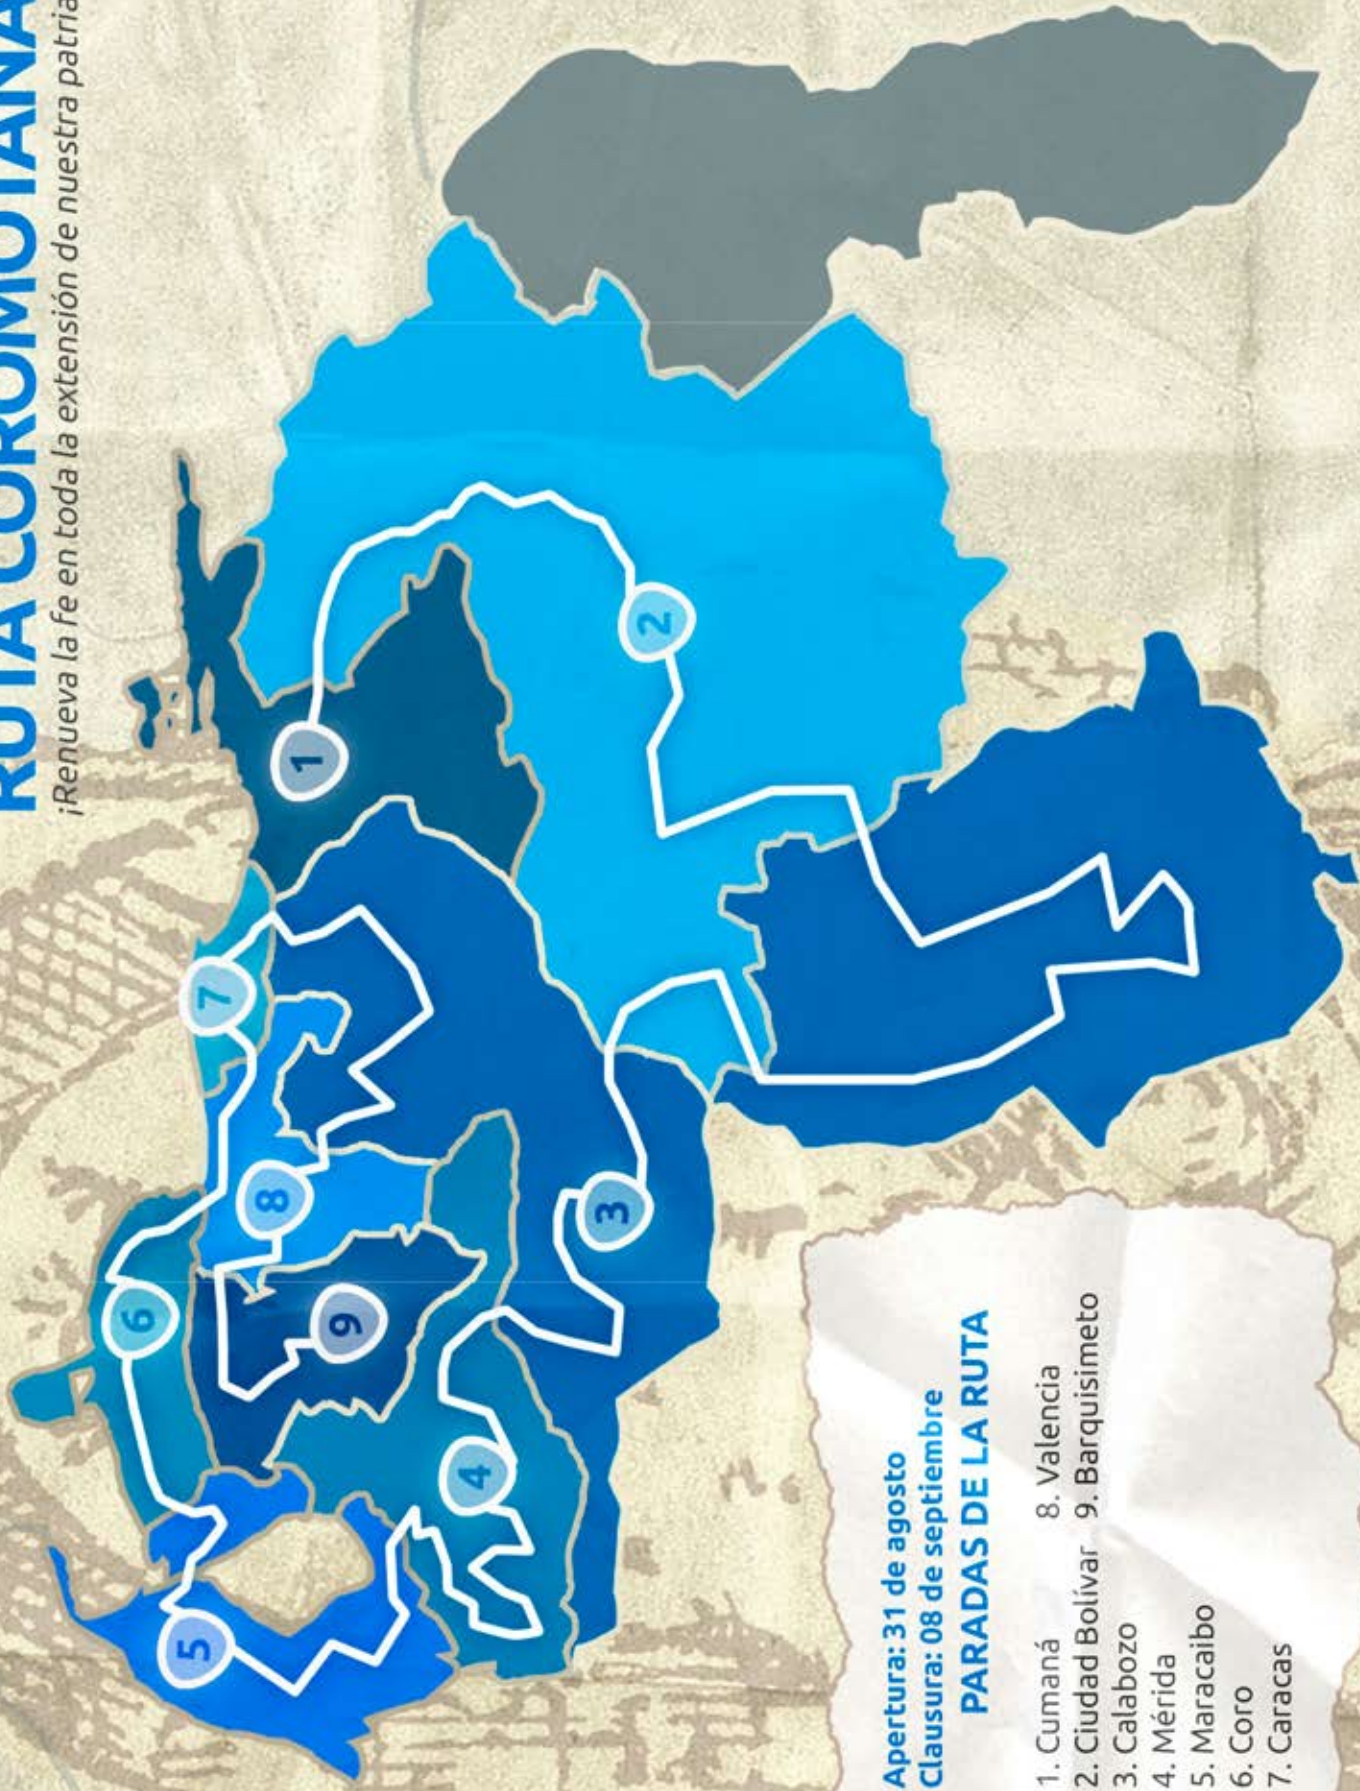 RUTA COROMOTANA
¡Renueva la fe en toda la extensión de nuestra patria
1
2
3
4
5
6
7
8
9
Apertura: 31 de agosto
Clausura: 08 de septiembre
PARADAS DE LA RUTA
1. Cumaná
2. Ciudad Bolívar
3. Calabozo
4. Mérida
5. Maracaibo
6. Coro
7. Caracas
8. Valencia
9. Barquisimeto